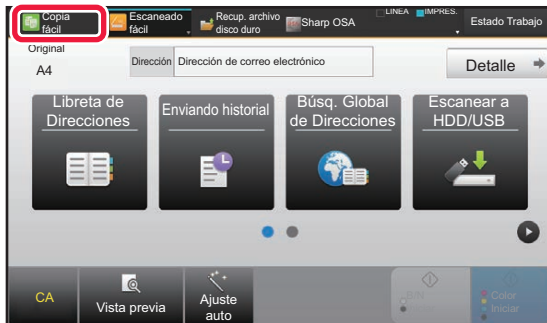 Copia
fácil
Escaneado
fácil
Recup. archivo
disco duro
Sharp OSA
LÍNEA
IMPRES.
Estado Trabajo
Original
A4
Dirección
Dirección de correo electrónico
Detalle
Libreta de
Direcciones
Enviando historial
Búsq. Global
de Direcciones
Escanear a
HDD/USB
CA
Vista previa
Ajuste
auto
B/N
Color
Iniciar